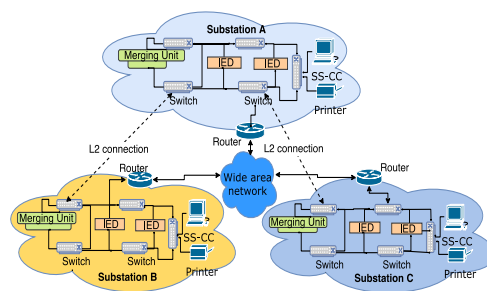 Substation A
Merging Unit
IED
IED
SS-CC
Switch
Switch
Printer
Router
L2 connection
L2 connection
Router
Wide area
network
Router
Merging Unit
IED
IED
SS-CC
Switch
Switch
Printer
Substation B
Merging Unit
IED
IED
SS-CC
Switch
Switch
Printer
Substation C